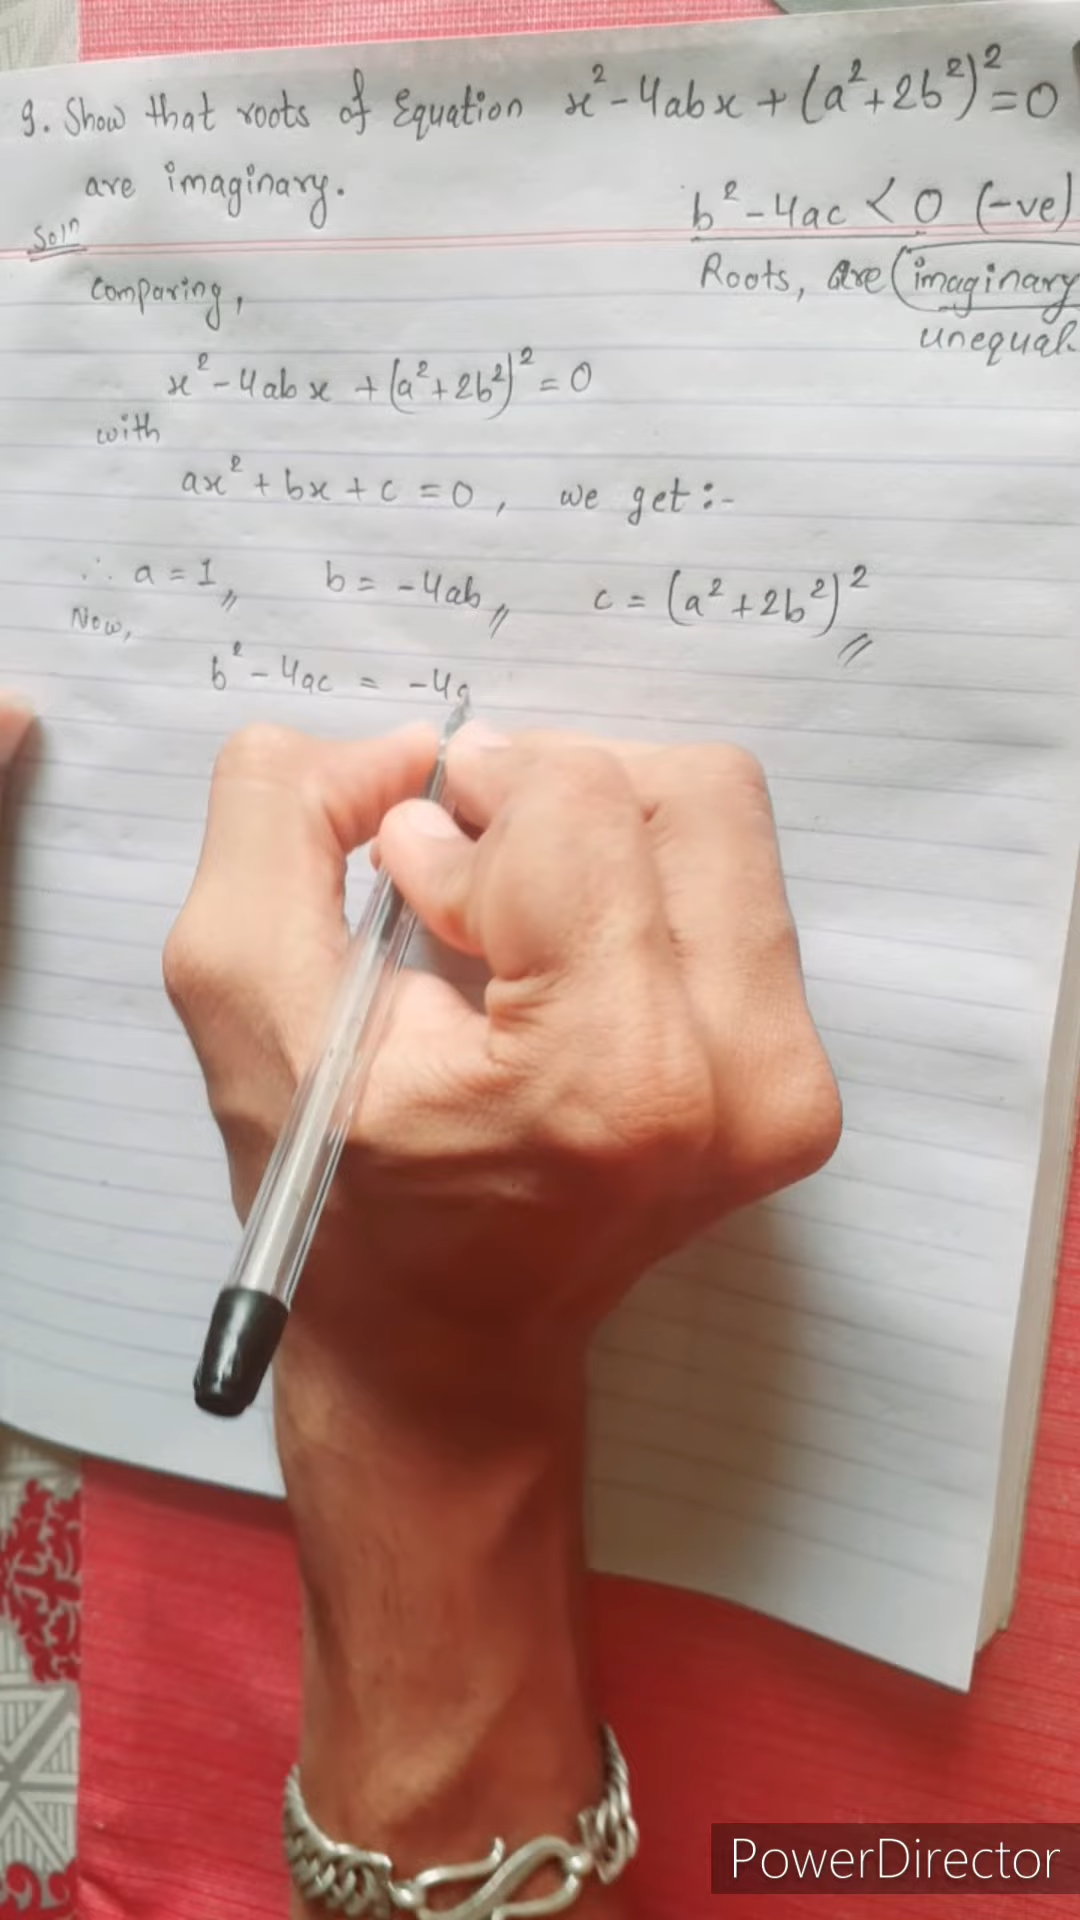 9. Show that roots of Equation x² - 4abx + (a² + 2b²)² = 0
are imaginary.
b² - 4ac < 0 (-ve)
Roots, are imaginary
unequal.
Solⁿ
Comparing,
x² - 4abx + (a² + 2b²)² = 0
with
ax² + bx + c = 0, we get :-
∴ a = 1,, b = -4ab,, c = (a² + 2b²)²,,
Now,
b² - 4ac = -4a
PowerDirector